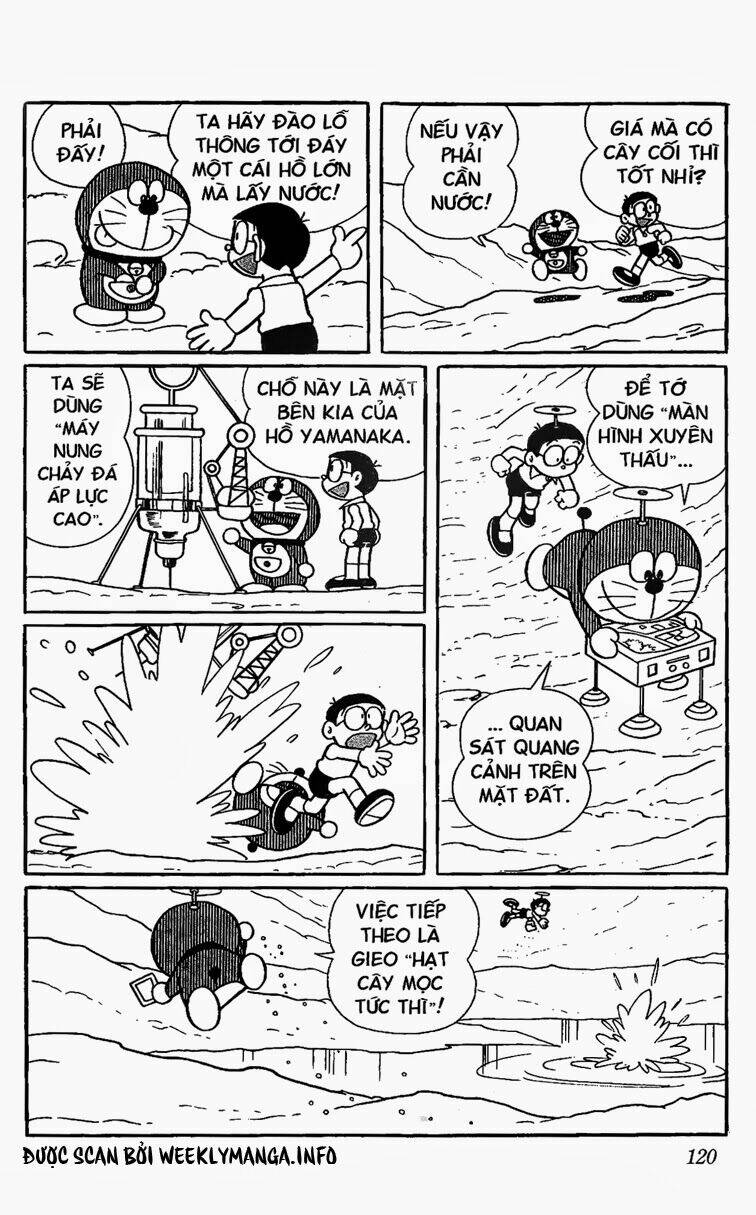 GIÁ MÀ CÓ
CÂY CỐI THÌ
TỐT NHỈ?
NẾU VẬY
PHẢI
CẦN
NƯỚC!
TA HÃY ĐÀO LỖ
THÔNG TỚI ĐÁY
MỘT CÁI HỒ LỚN
MÀ LẤY NƯỚC!
PHẢI
ĐẤY!
ĐỂ TỚ
DÙNG "MÀN
HÌNH XUYÊN
THẤU"...
... QUAN
SÁT QUANG
CẢNH TRÊN
MẶT ĐẤT.
CHỖ NÀY LÀ MẶT
BÊN KIA CỦA
HỒ YAMANAKA.
TA SẼ
DÙNG
"MÁY
NUNG
CHẢY ĐÁ
ÁP LỰC
CAO".
VIỆC TIẾP
THEO LÀ
GIEO "HẠT
CÂY MỌC
TỨC THÌ"!
ĐƯỢC SCAN BỞI WEEKLYMANGA.INFO
120